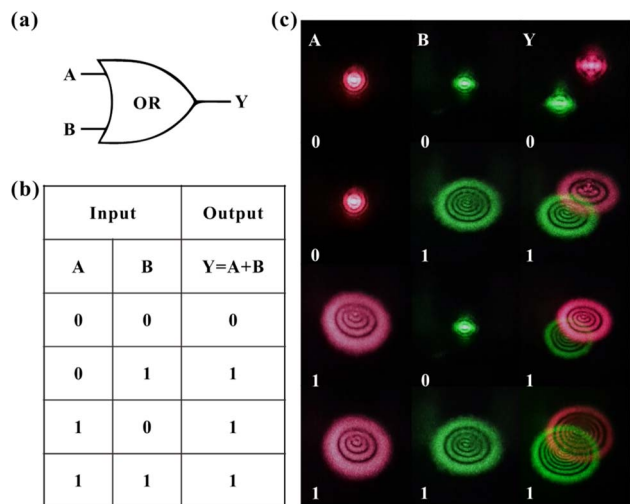 (a)
A
B
OR
Y
(b)
Input Output
A B Y=A+B
0 0 0
0 1 1
1 0 1
1 1 1
(c)
A B Y
0 0 0
0 1 1
1 0 1
1 1 1